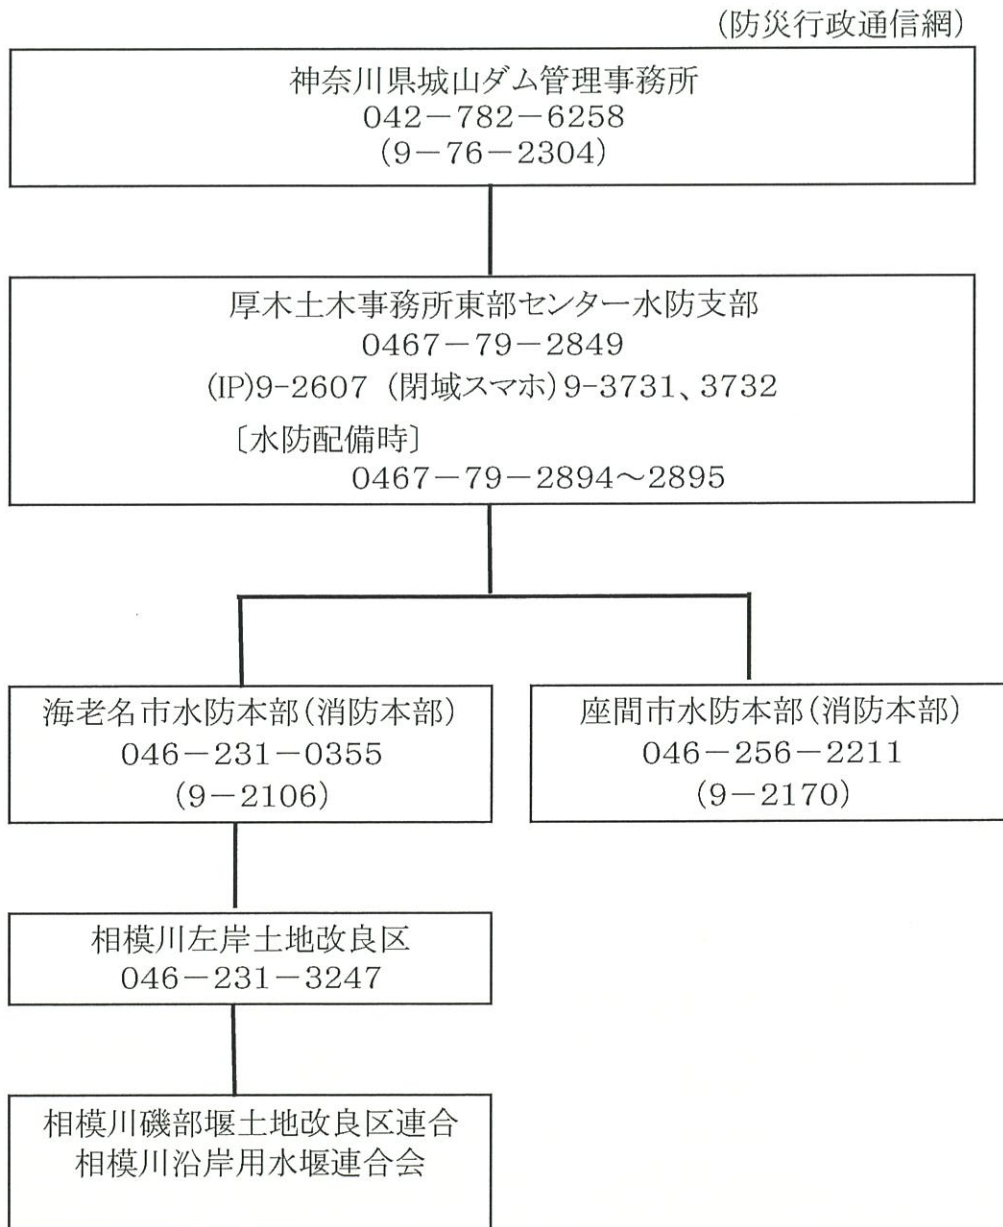 (防災行政通信網)
神奈川県城山ダム管理事務所
042－782－6258
(9－76－2304)
厚木土木事務所東部センター水防支部
0467－79－2849
(IP)9-2607 (閉域スマホ)9-3731、3732
〔水防配備時〕
0467－79－2894～2895
海老名市水防本部(消防本部)
046－231－0355
(9－2106)
座間市水防本部(消防本部)
046－256－2211
(9－2170)
相模川左岸土地改良区
046－231－3247
相模川磯部堰土地改良区連合
相模川沿岸用水堰連合会